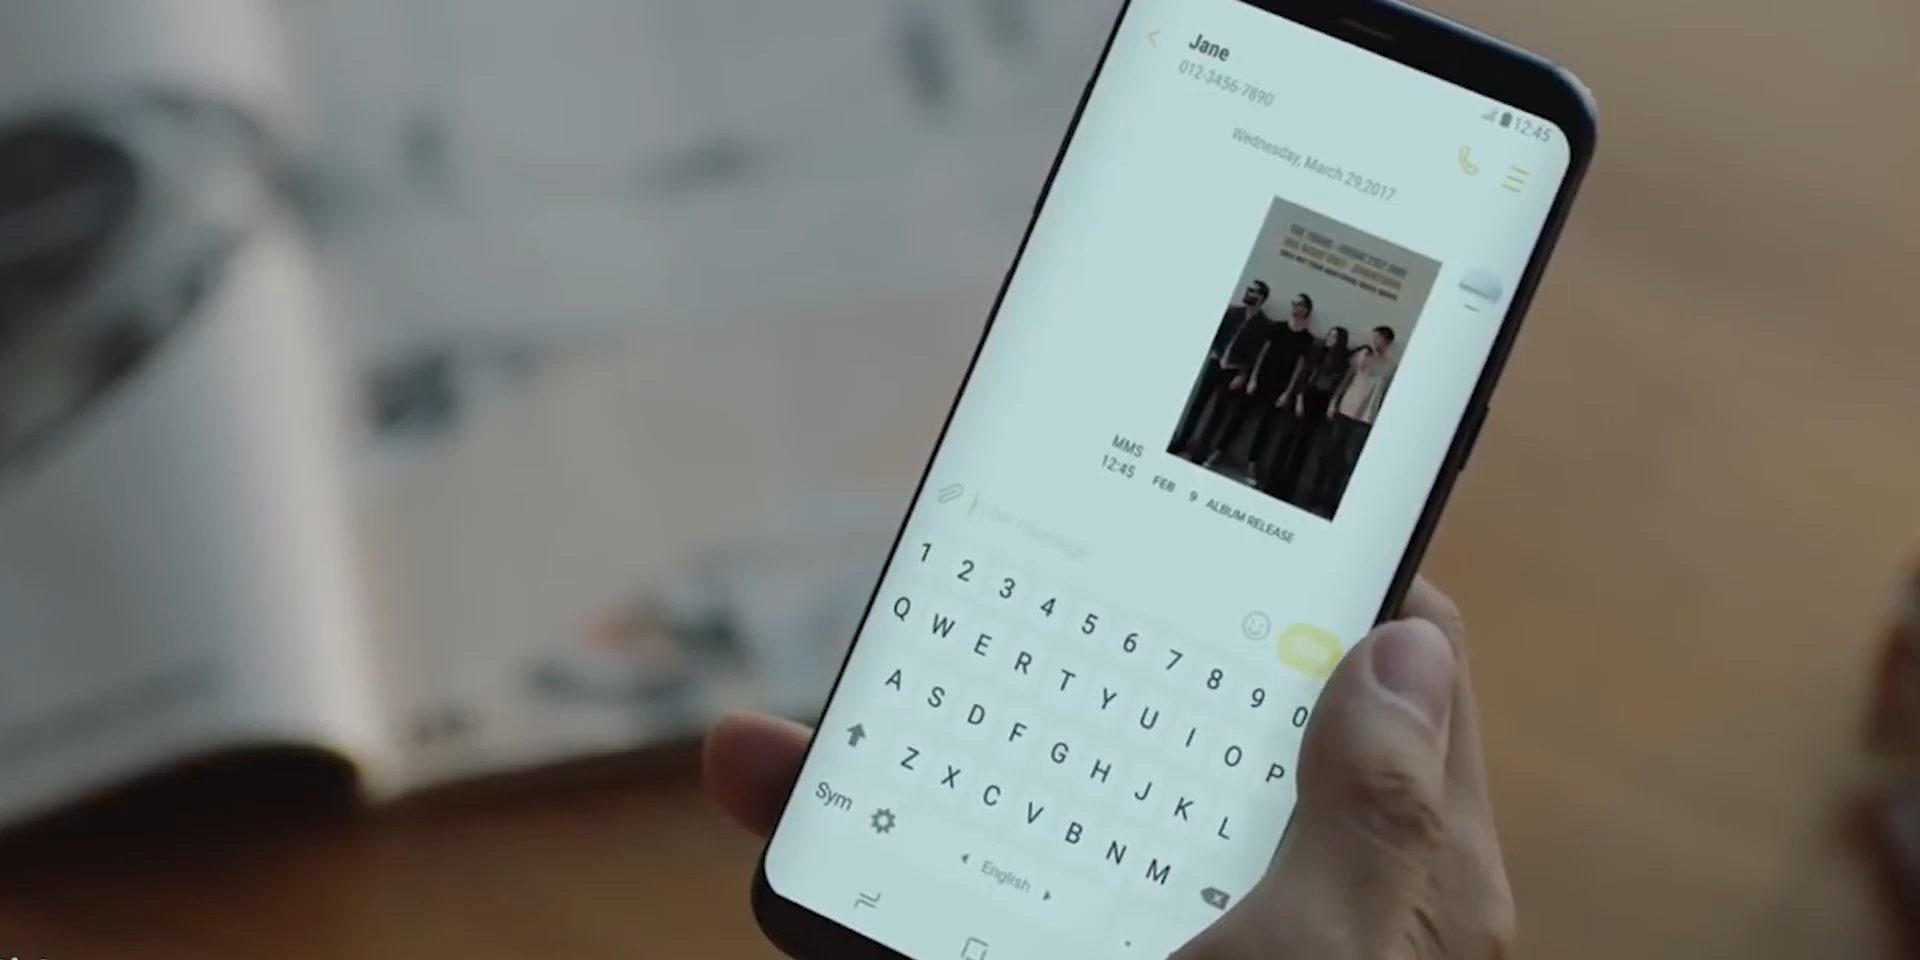 Jane
012-3456-7890
12:45
Wednesday, March 29,2017
MMS
12:45
FEB 9 ALBUM RELEASE
1 2 3 4 5 6 7 8 9 0
Q W E R T Y U I O P
A S D F G H J K L
Z X C V B N M
Sym
English